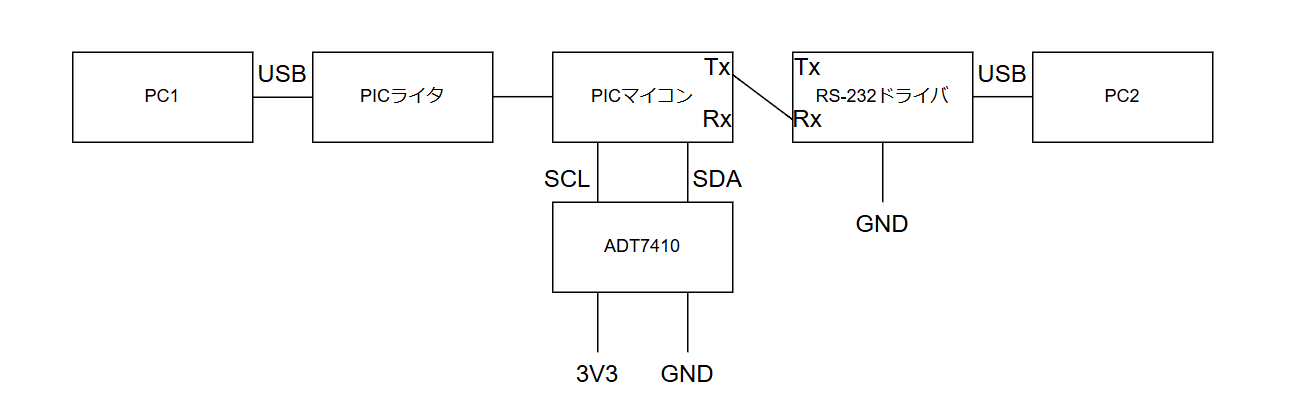 PC1
USB
PICライタ
PICマイコン
Tx
Rx
Tx
RS-232ドライバ
Rx
USB
PC2
SCL
SDA
GND
ADT7410
3V3
GND